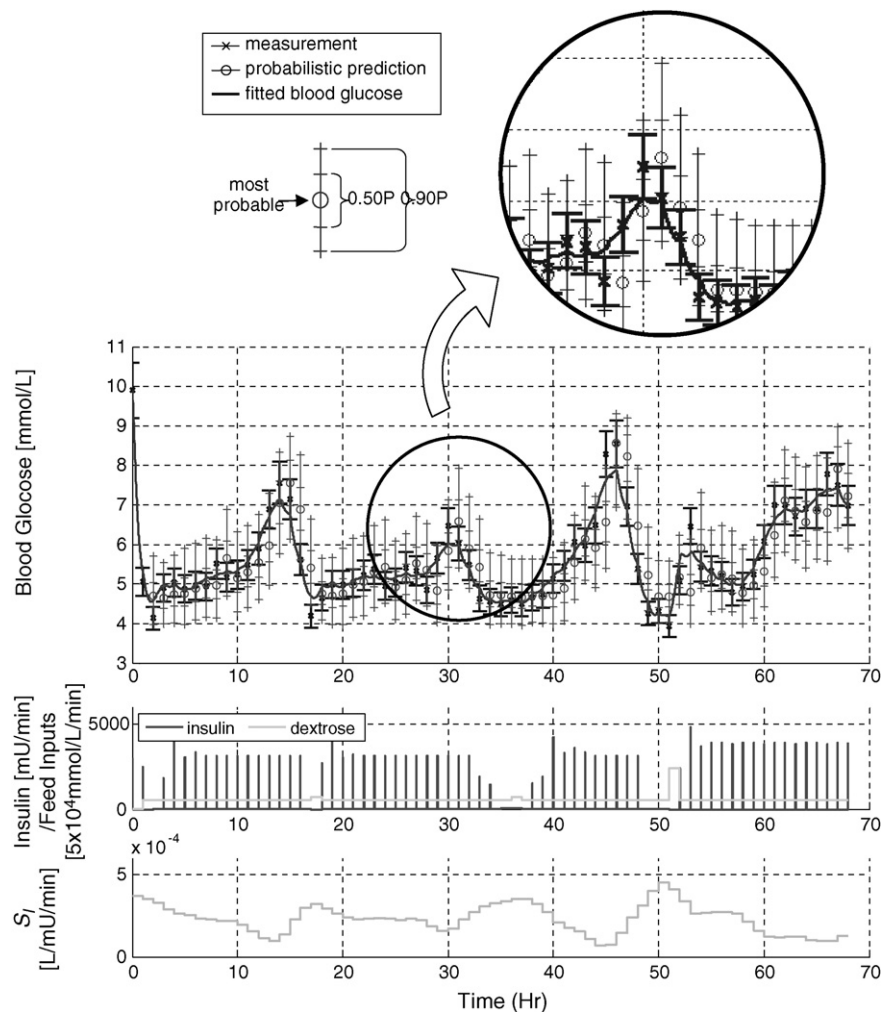 measurement
probabilistic prediction
fitted blood glucose
most
probable
0.50P
0.90P
Blood Glocose [mmol/L]
11
10
9
8
7
6
5
4
3
0 10 20 30 40 50 60 70
Insulin [mU/min]
/Feed Inputs
[5x10⁴mmol/L/min]
5000
0
insulin
dextrose
0 10 20 30 40 50 60 70
x 10⁻⁴
S_I
[L/mU/min]
5
0
0 10 20 30 40 50 60 70
Time (Hr)